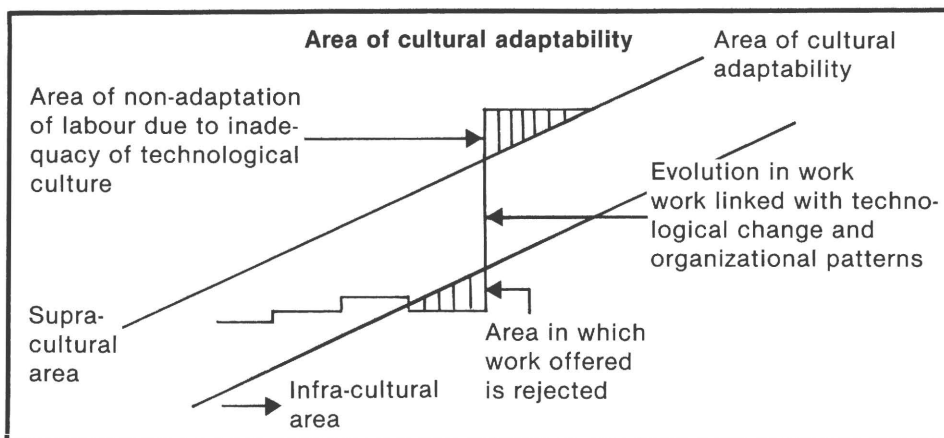 Area of cultural adaptability
Area of cultural
adaptability
Area of non-adaptation
of labour due to inade-
quacy of technological
culture
Evolution in work
work linked with techno-
logical change and
organizational patterns
Supra-
cultural
area
Area in which
work offered
is rejected
Infra-cultural
area